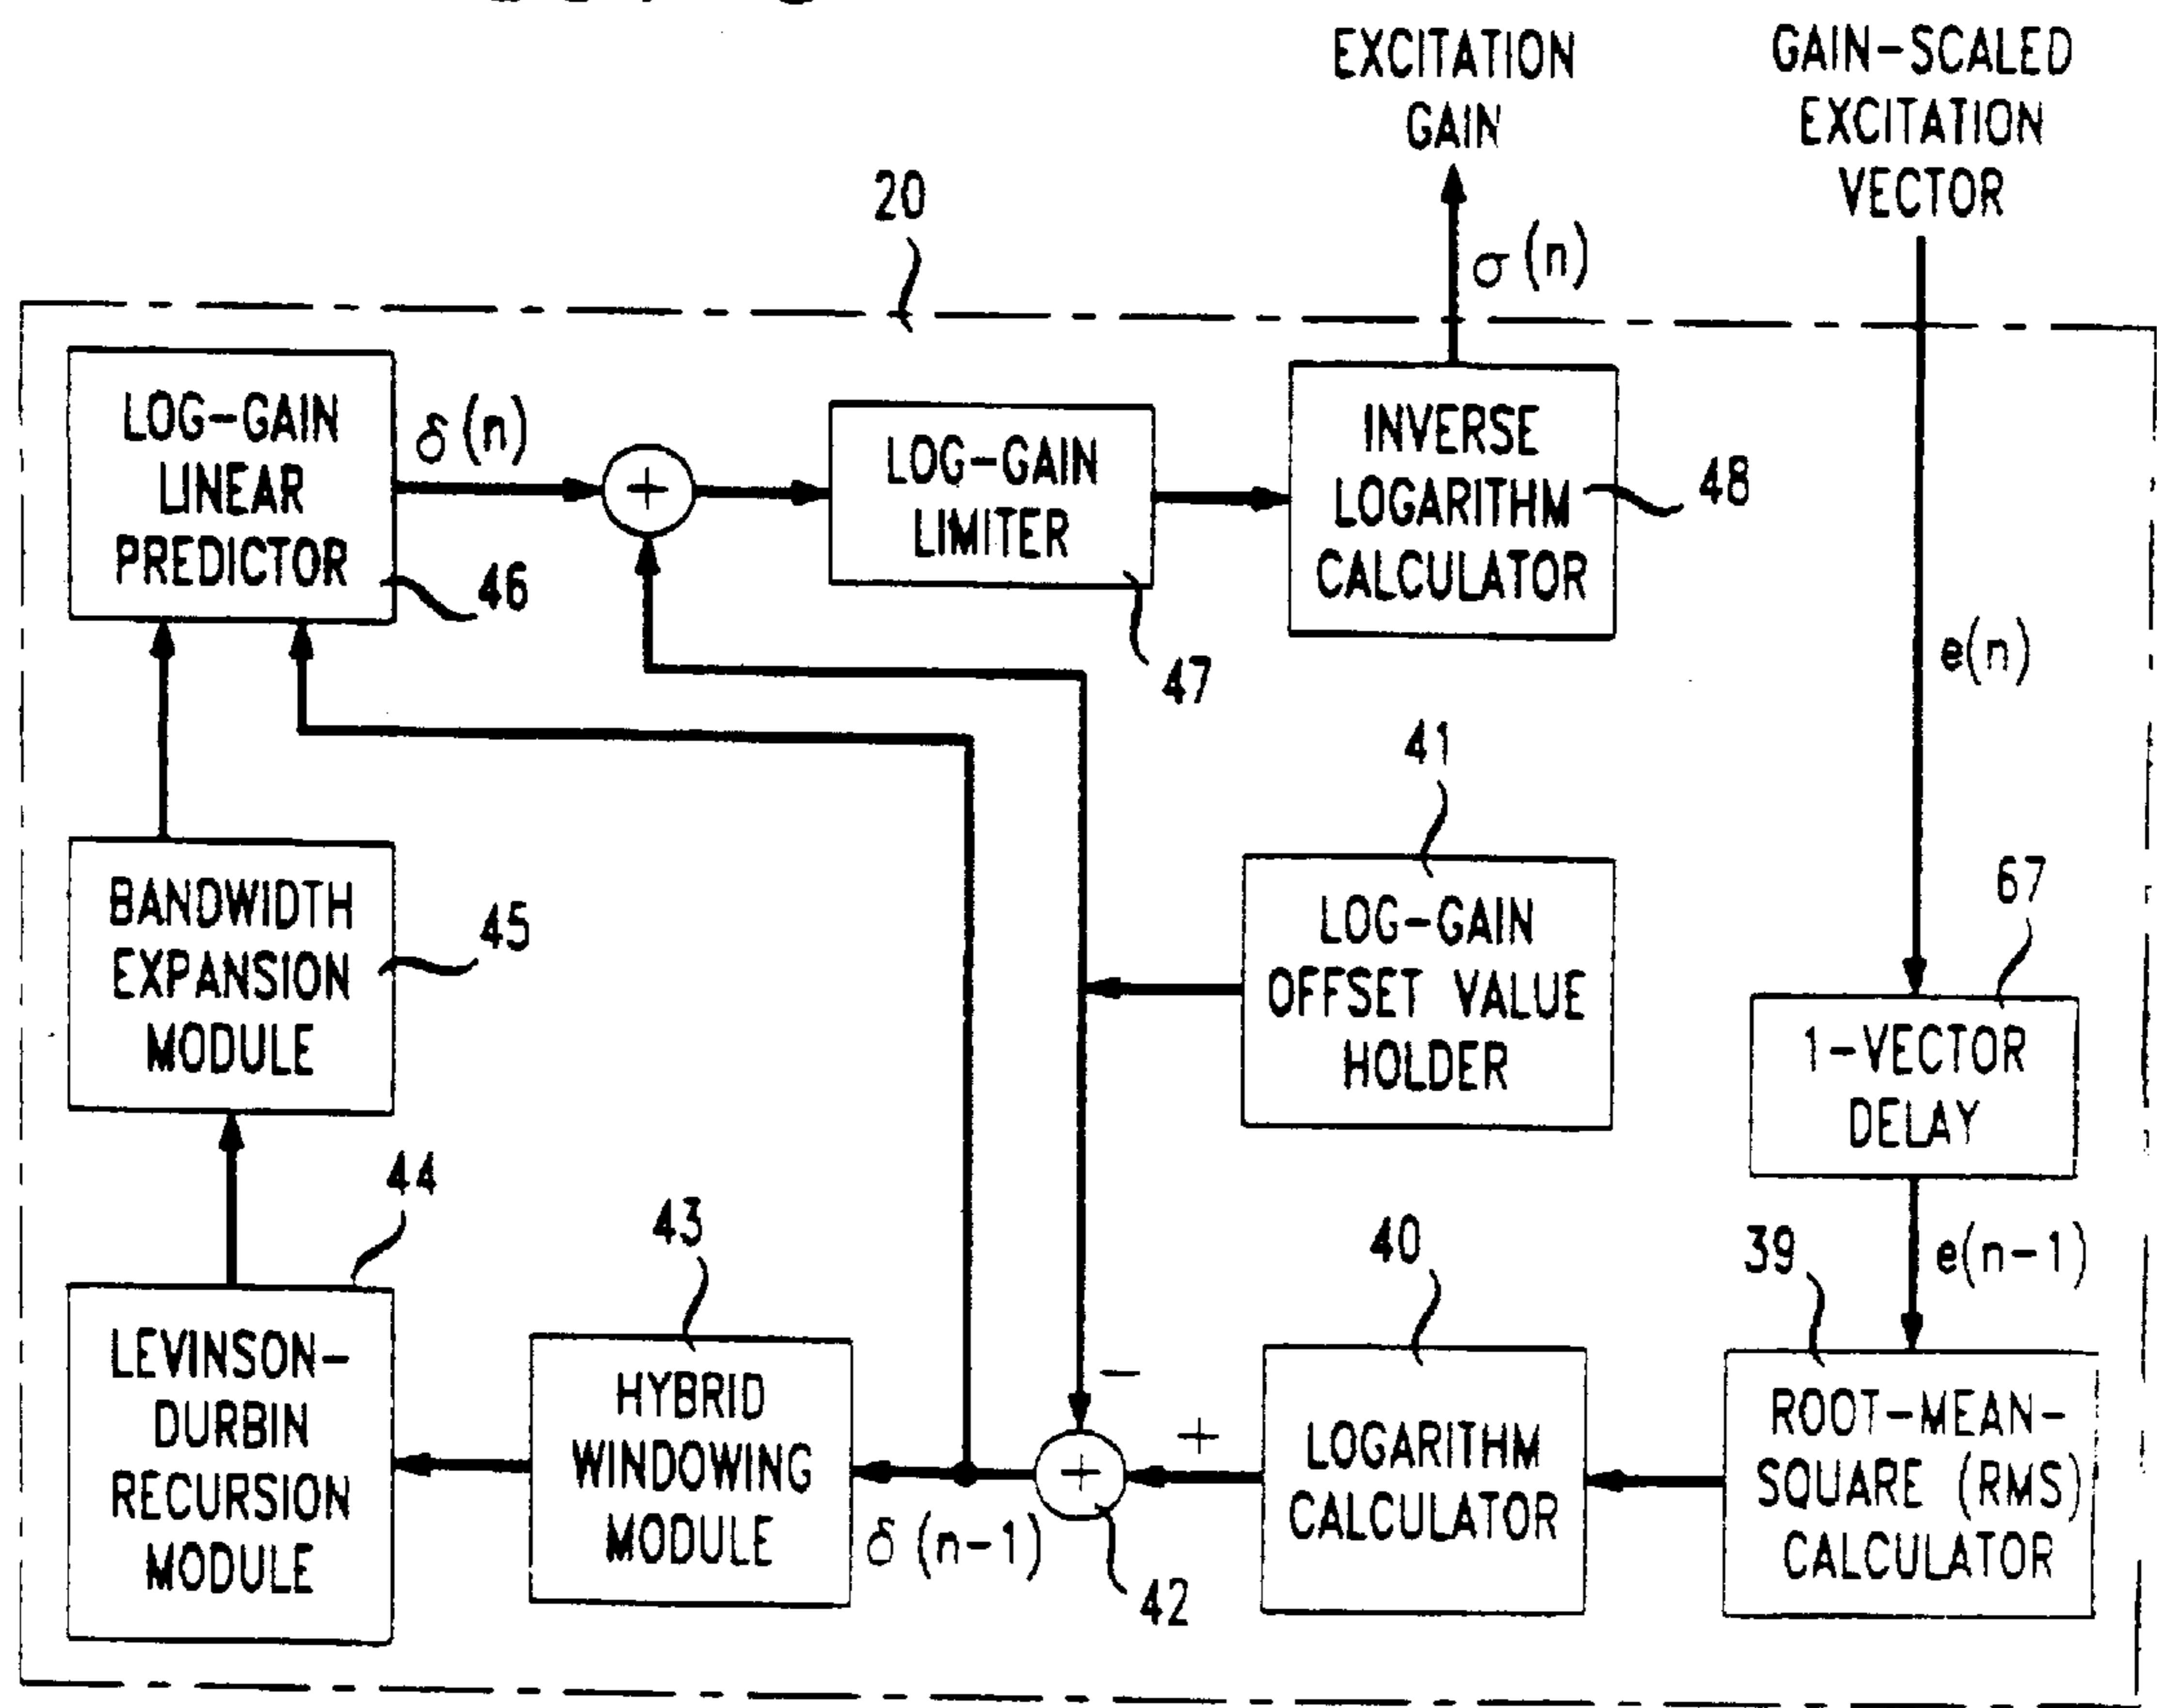 EXCITATION
GAIN
GAIN-SCALED
EXCITATION
VECTOR
20
σ(n)
LOG-GAIN
LINEAR
PREDICTOR
46
δ(n)
+
LOG-GAIN
LIMITER
47
INVERSE
LOGARITHM
CALCULATOR
48
e(n)
41
LOG-GAIN
OFFSET VALUE
HOLDER
67
1-VECTOR
DELAY
BANDWIDTH
EXPANSION
MODULE
45
44
LEVINSON-
DURBIN
RECURSION
MODULE
43
HYBRID
WINDOWING
MODULE
δ(n-1)
−
+
+
42
40
LOGARITHM
CALCULATOR
39
e(n-1)
ROOT-MEAN-
SQUARE (RMS)
CALCULATOR